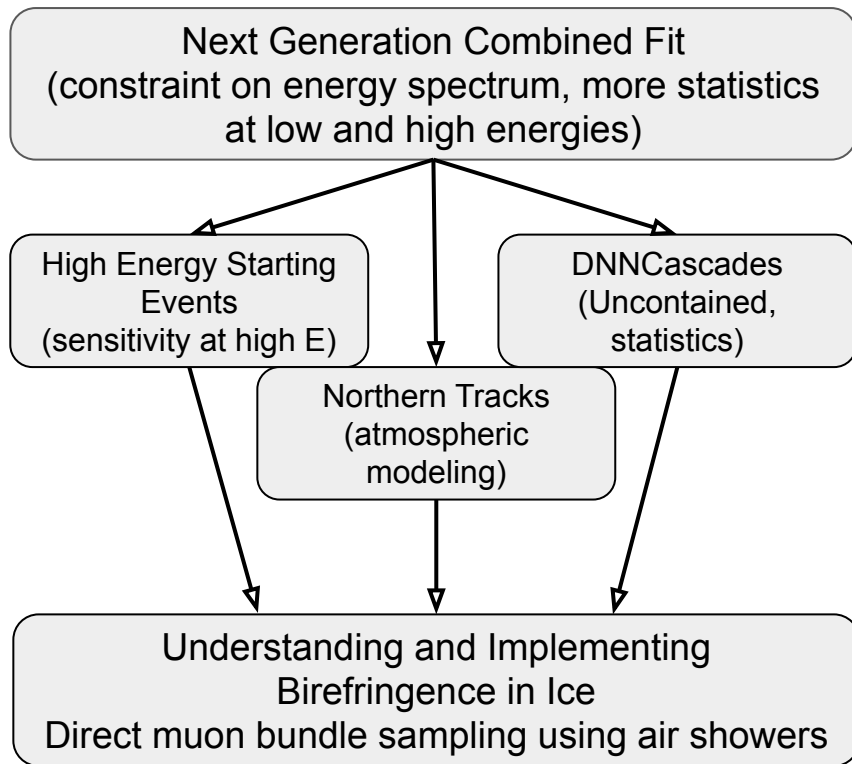 Next Generation Combined Fit
(constraint on energy spectrum, more statistics
at low and high energies)
High Energy Starting
Events
(sensitivity at high E)
DNNCascades
(Uncontained,
statistics)
Northern Tracks
(atmospheric
modeling)
Understanding and Implementing
Birefringence in Ice
Direct muon bundle sampling using air showers